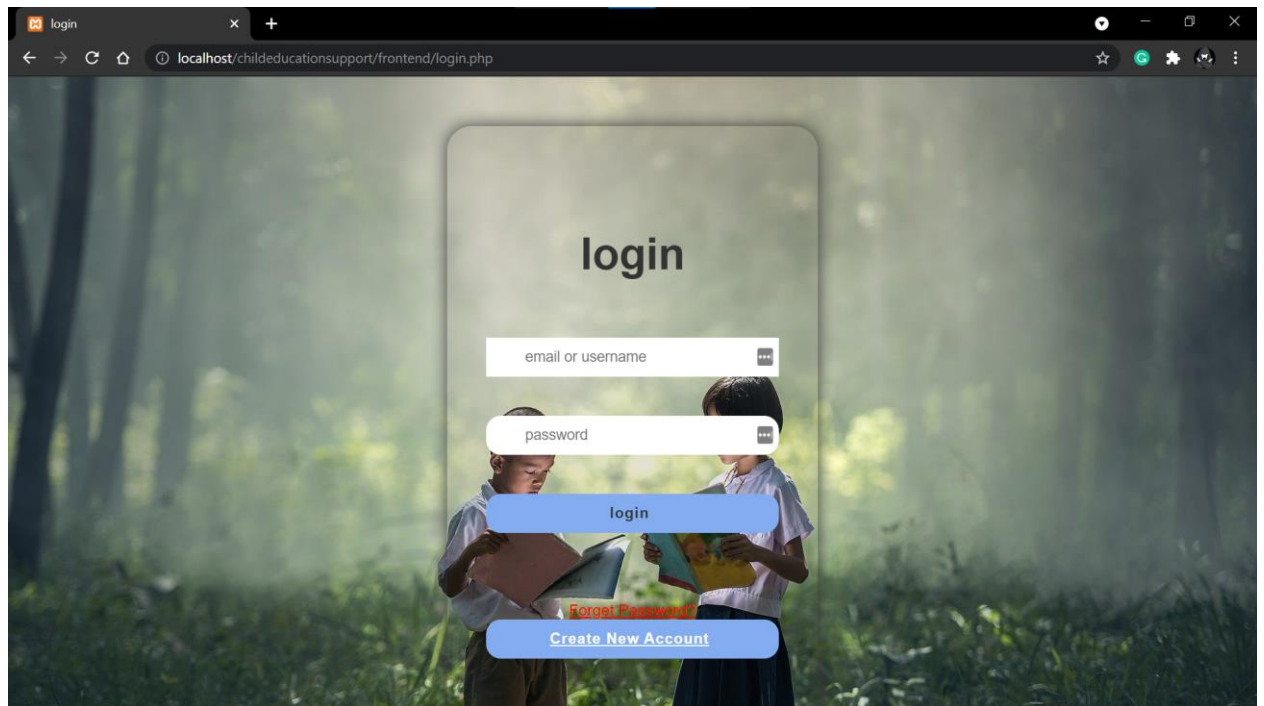 login
localhost/childeducationsupport/frontend/login.php
login
email or username
password
login
Forget Password?
Create New Account